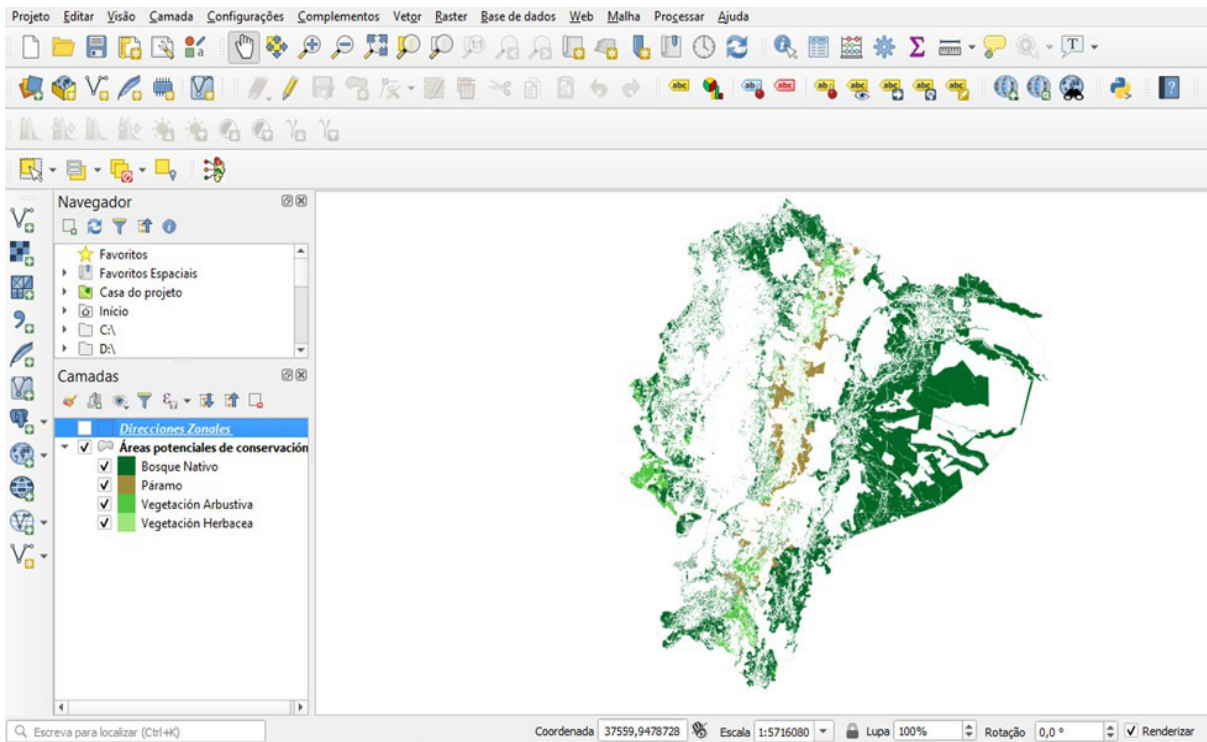 Projeto Editar Visão Camada Configurações Complementos Vetor Raster Base de dados Web Malha Processar Ajuda
Navegador
Favoritos
Favoritos Espaciais
Casa do projeto
Início
C:\
D:\
Camadas
Direcciones Zonales
Áreas potenciales de conservación
Bosque Nativo
Páramo
Vegetación Arbustiva
Vegetación Herbacea
Escreva para localizar (Ctrl+K) Coordenada 37559,9478728 Escala 1:5716080 Lupa 100% Rotação 0,0 ° Renderizar